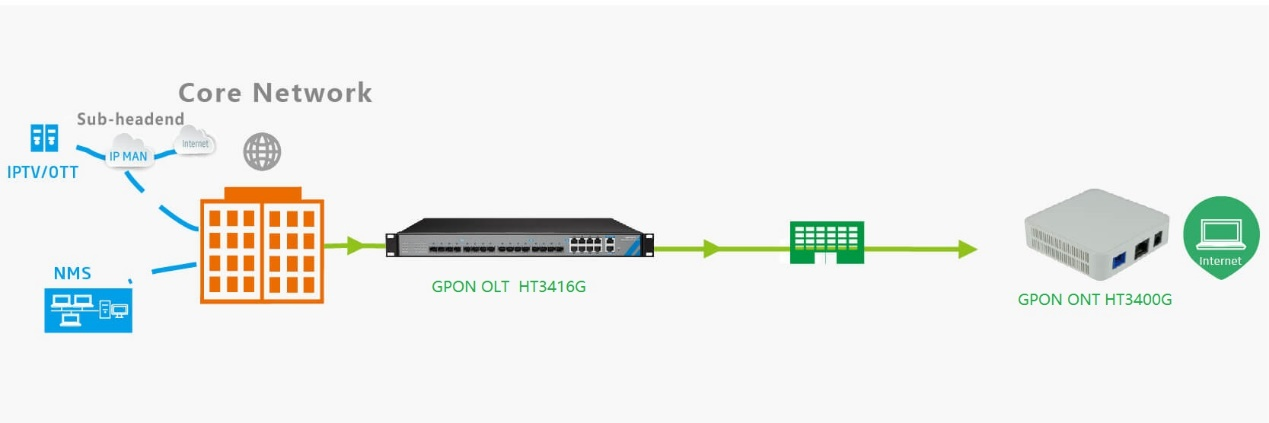 Core Network
Sub-headend
Internet
IP MAN
IPTV/OTT
NMS
GPON OLT HT3416G
GPON ONT HT3400G
Internet